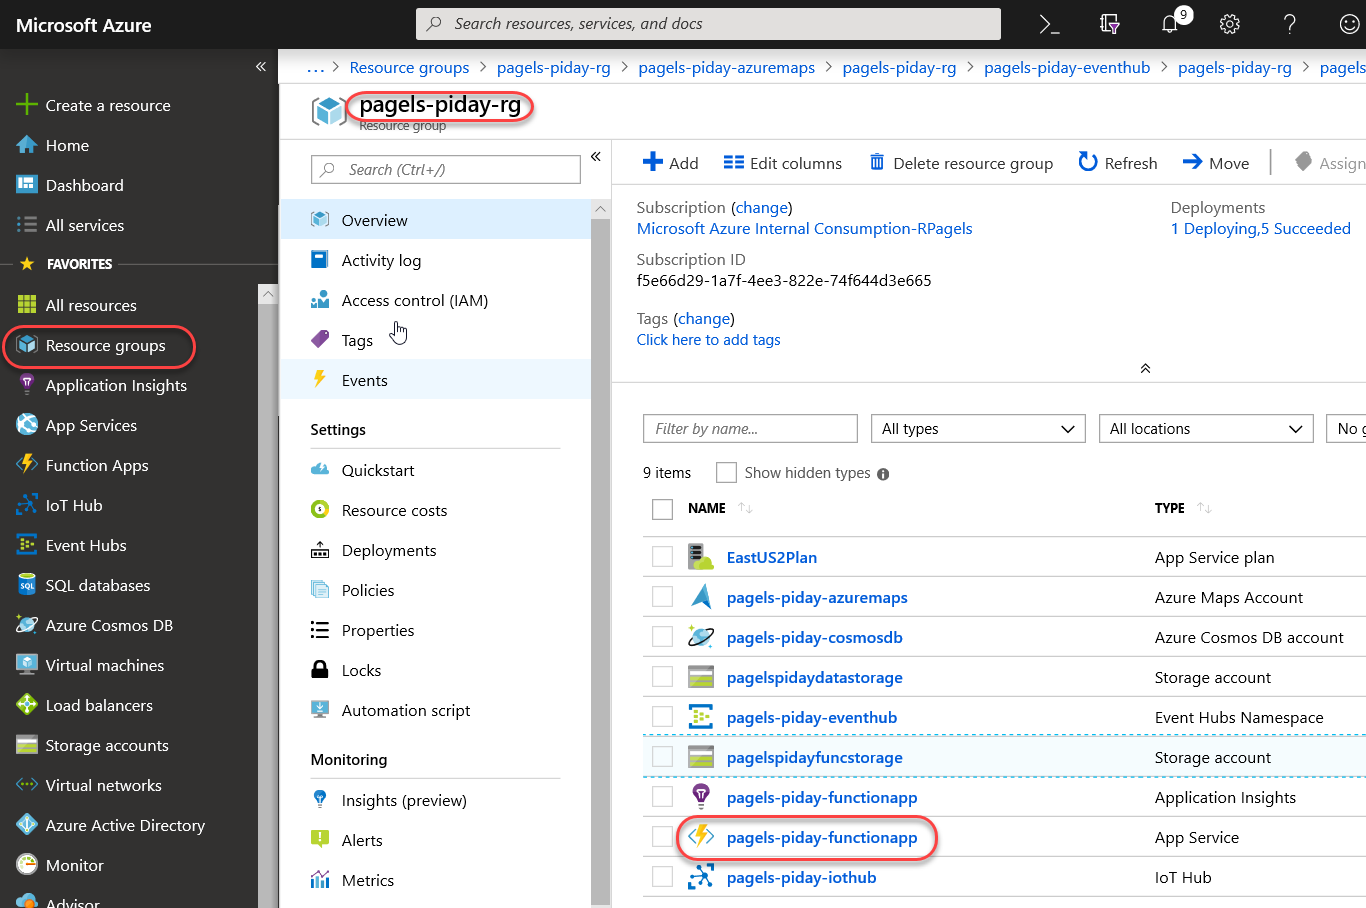 Microsoft Azure
Search resources, services, and docs
9
«
Create a resource
Home
Dashboard
All services
FAVORITES
All resources
Resource groups
Application Insights
App Services
Function Apps
IoT Hub
Event Hubs
SQL databases
Azure Cosmos DB
Virtual machines
Load balancers
Storage accounts
Virtual networks
Azure Active Directory
Monitor
Advisor
... > Resource groups > pagels-piday-rg > pagels-piday-azuremaps > pagels-piday-rg > pagels-piday-eventhub > pagels-piday-rg > pagels
pagels-piday-rg
Resource group
Search (Ctrl+/)
«
Overview
Activity log
Access control (IAM)
Tags
Events
Settings
Quickstart
Resource costs
Deployments
Policies
Properties
Locks
Automation script
Monitoring
Insights (preview)
Alerts
Metrics
Add Edit columns Delete resource group Refresh Move Assign
Subscription (change)
Microsoft Azure Internal Consumption-RPagels
Deployments
1 Deploying,5 Succeeded
Subscription ID
f5e66d29-1a7f-4ee3-822e-74f644d3e665
Tags (change)
Click here to add tags
Filter by name... All types All locations No g
9 items Show hidden types
NAME TYPE
EastUS2Plan App Service plan
pagels-piday-azuremaps Azure Maps Account
pagels-piday-cosmosdb Azure Cosmos DB account
pagelspidaydatastorage Storage account
pagels-piday-eventhub Event Hubs Namespace
pagelspidayfuncstorage Storage account
pagels-piday-functionapp Application Insights
pagels-piday-functionapp App Service
pagels-piday-iothub IoT Hub